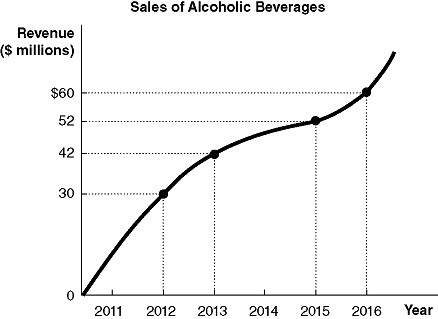 Sales of Alcoholic Beverages
Revenue
($ millions)
$60
52
42
30
0
2011 2012 2013 2014 2015 2016 Year